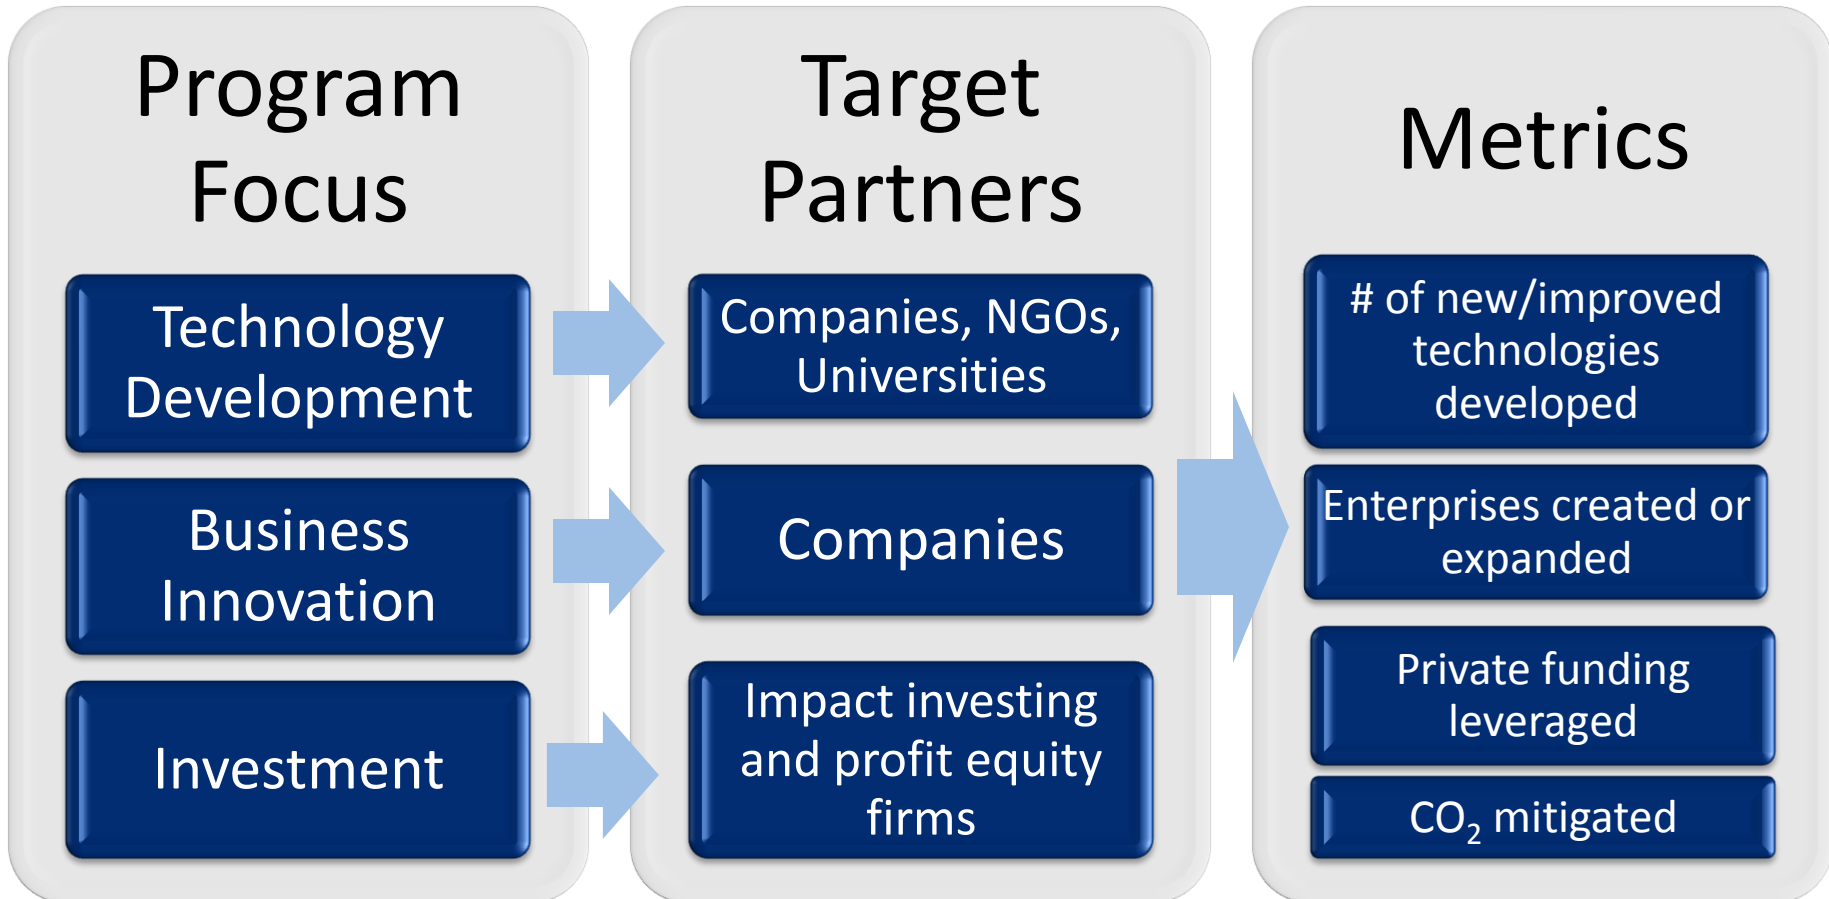 Program
Focus
Technology
Development
Business
Innovation
Investment
Target
Partners
Companies, NGOs,
Universities
Companies
Impact investing
and profit equity
firms
Metrics
# of new/improved
technologies
developed
Enterprises created or
expanded
Private funding
leveraged
CO₂ mitigated